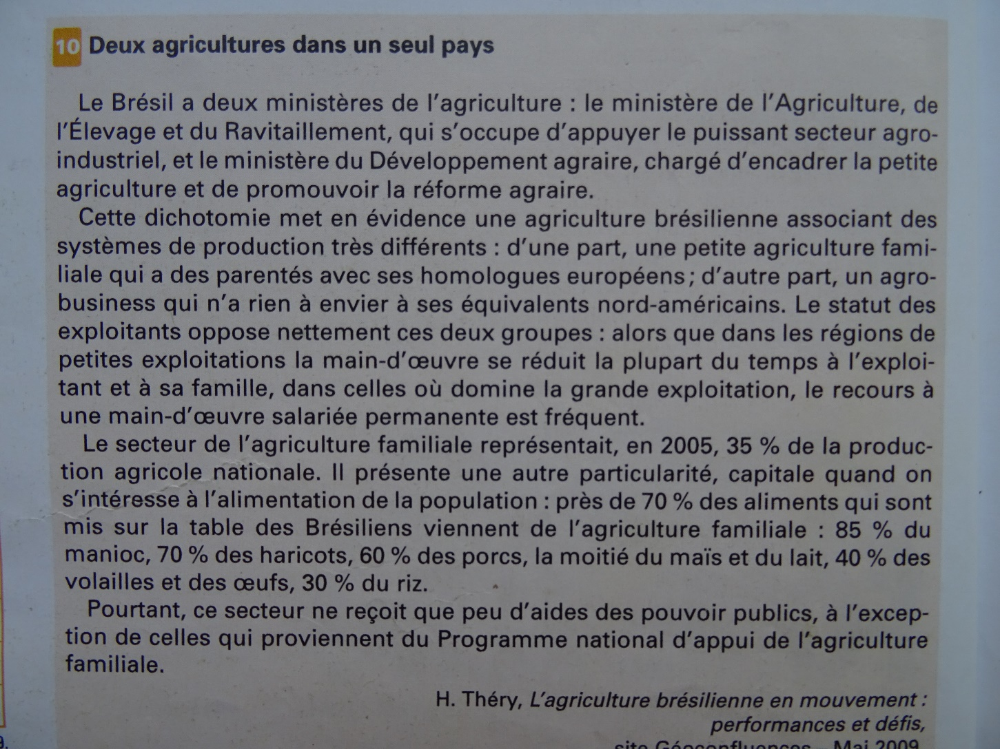 10 Deux agricultures dans un seul pays
Le Brésil a deux ministères de l'agriculture : le ministère de l'Agriculture, de
l'Élevage et du Ravitaillement, qui s'occupe d'appuyer le puissant secteur agro-
industriel, et le ministère du Développement agraire, chargé d'encadrer la petite
agriculture et de promouvoir la réforme agraire.
Cette dichotomie met en évidence une agriculture brésilienne associant des
systèmes de production très différents : d'une part, une petite agriculture fami-
liale qui a des parentés avec ses homologues européens ; d'autre part, un agro-
business qui n'a rien à envier à ses équivalents nord-américains. Le statut des
exploitants oppose nettement ces deux groupes : alors que dans les régions de
petites exploitations la main-d'œuvre se réduit la plupart du temps à l'exploi-
tant et à sa famille, dans celles où domine la grande exploitation, le recours à
une main-d'œuvre salariée permanente est fréquent.
Le secteur de l'agriculture familiale représentait, en 2005, 35 % de la produc-
tion agricole nationale. Il présente une autre particularité, capitale quand on
s'intéresse à l'alimentation de la population : près de 70 % des aliments qui sont
mis sur la table des Brésiliens viennent de l'agriculture familiale : 85 % du
manioc, 70 % des haricots, 60 % des porcs, la moitié du maïs et du lait, 40 % des
volailles et des œufs, 30 % du riz.
Pourtant, ce secteur ne reçoit que peu d'aides des pouvoir publics, à l'excep-
tion de celles qui proviennent du Programme national d'appui de l'agriculture
familiale.
H. Théry, L'agriculture brésilienne en mouvement :
performances et défis,
site Géoconfluences – Mai 2009.
9.